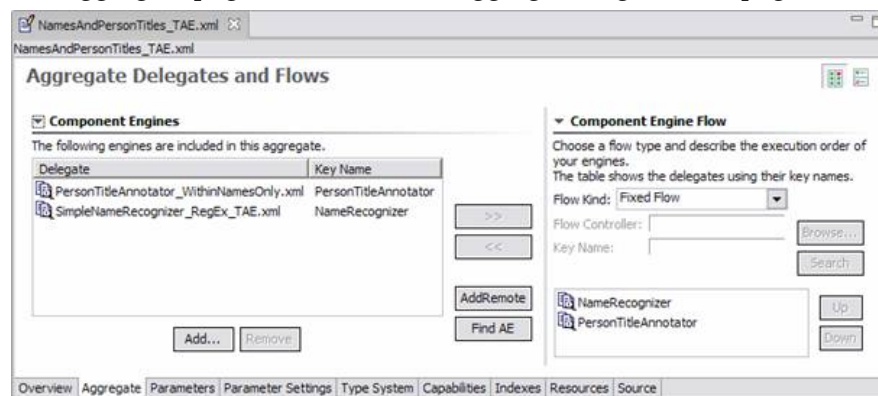 NamesAndPersonTitles_TAE.xml
NamesAndPersonTitles_TAE.xml
Aggregate Delegates and Flows
Component Engines
The following engines are included in this aggregate.
Delegate Key Name
PersonTitleAnnotator_WithinNamesOnly.xml PersonTitleAnnotator
SimpleNameRecognizer_RegEx_TAE.xml NameRecognizer
>>
<<
AddRemote
Find AE
Add... Remove
Component Engine Flow
Choose a flow type and describe the execution order of
your engines.
The table shows the delegates using their key names.
Flow Kind: Fixed Flow
Flow Controller: Browse...
Key Name:
Search
NameRecognizer Up
PersonTitleAnnotator Down
Overview Aggregate Parameters Parameter Settings Type System Capabilities Indexes Resources Source